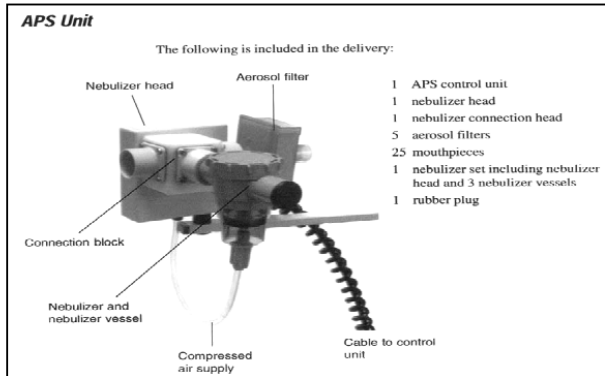 APS Unit
The following is included in the delivery:
Nebulizer head
Aerosol filter
1 APS control unit
1 nebulizer head
1 nebulizer connection head
5 aerosol filters
25 mouthpieces
1 nebulizer set including nebulizer
head and 3 nebulizer vessels
1 rubber plug
Connection block
Nebulizer and
nebulizer vessel
Compressed
air supply
Cable to control
unit